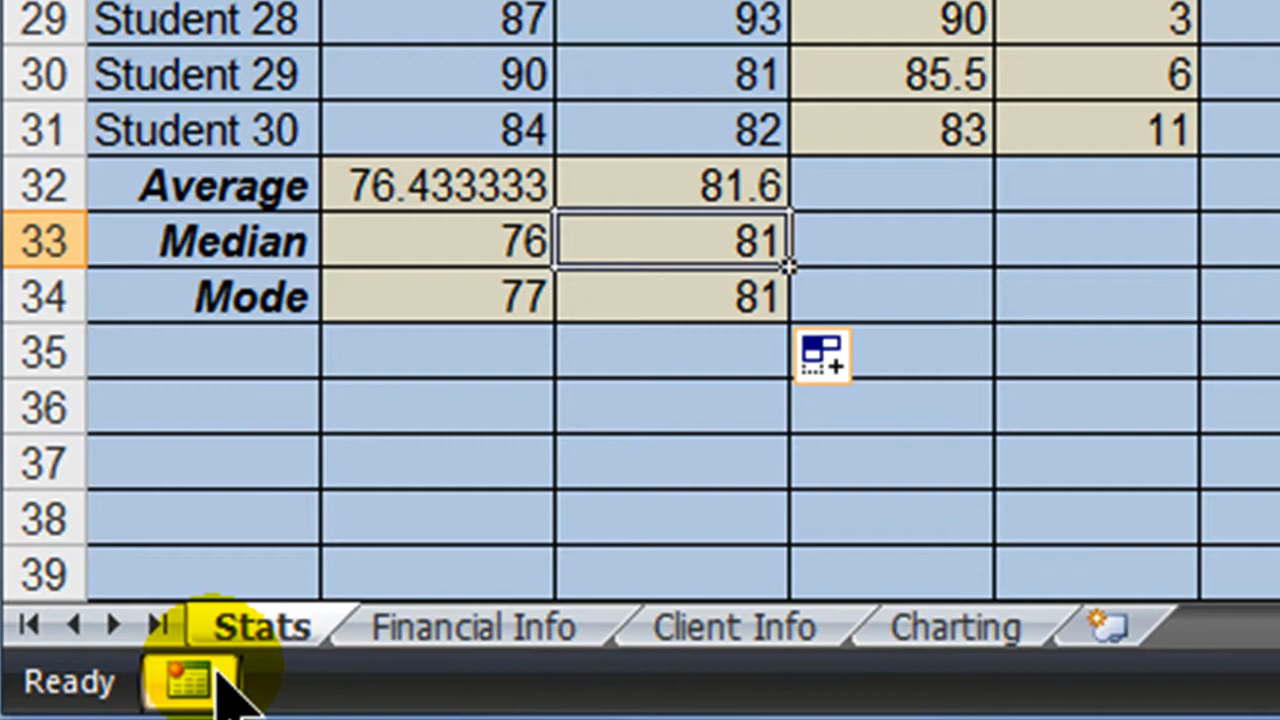 29 Student 28 87 93 90 3
30 Student 29 90 81 85.5 6
31 Student 30 84 82 83 11
32 Average 76.433333 81.6
33 Median 76 81
34 Mode 77 81
35
36
37
38
39
Stats Financial Info Client Info Charting
Ready